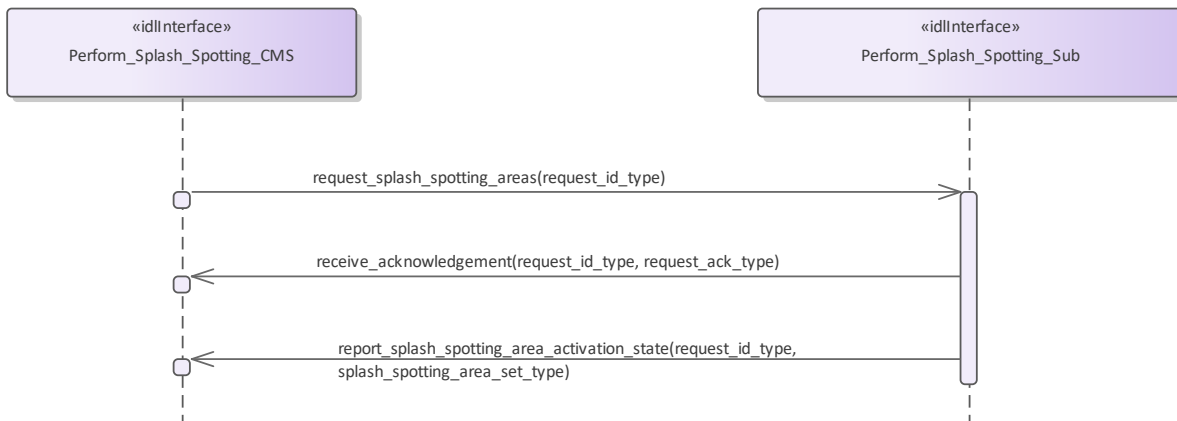 «idlInterface»
Perform_Splash_Spotting_CMS
«idlInterface»
Perform_Splash_Spotting_Sub
request_splash_spotting_areas(request_id_type)
receive_acknowledgement(request_id_type, request_ack_type)
report_splash_spotting_area_activation_state(request_id_type,
splash_spotting_area_set_type)